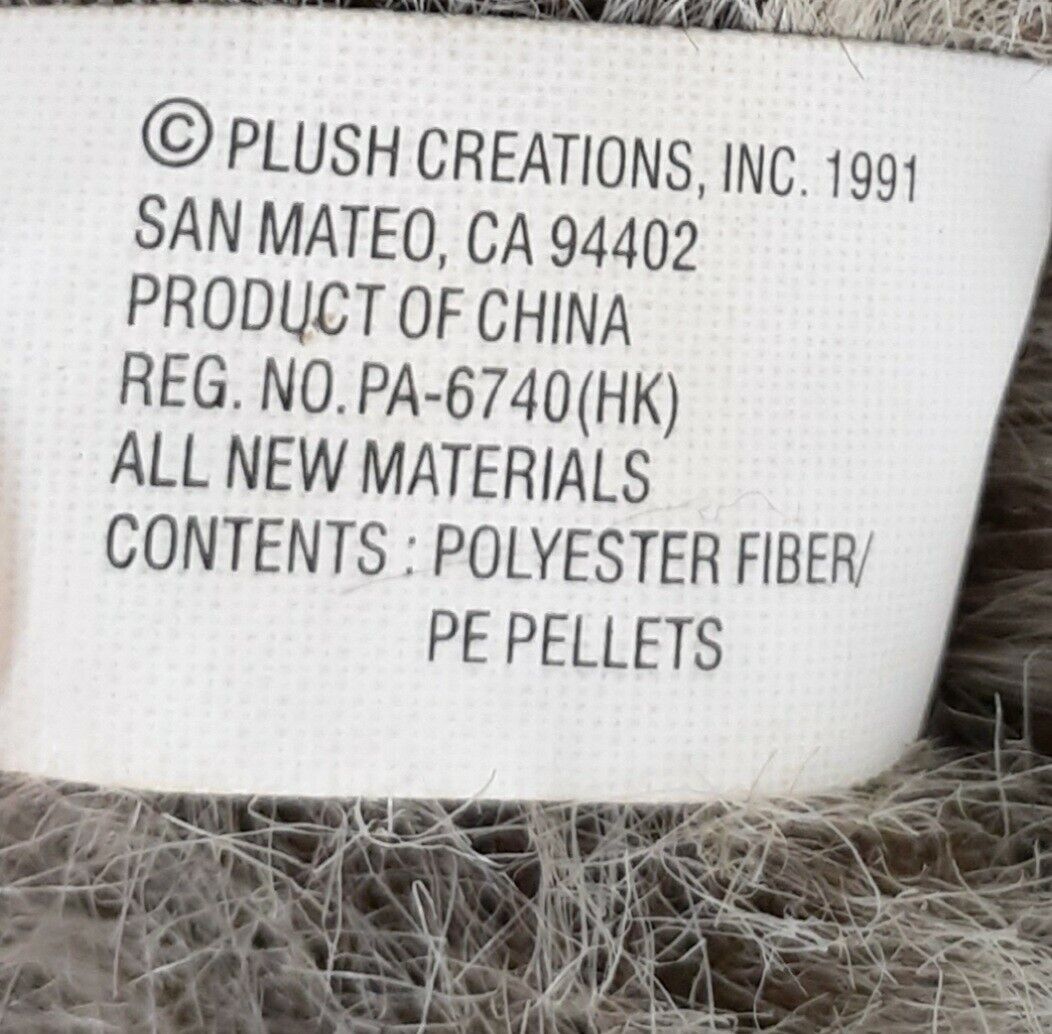 © PLUSH CREATIONS, INC. 1991
SAN MATEO, CA 94402
PRODUCT OF CHINA
REG. NO. PA-6740(HK)
ALL NEW MATERIALS
CONTENTS : POLYESTER FIBER/
PE PELLETS